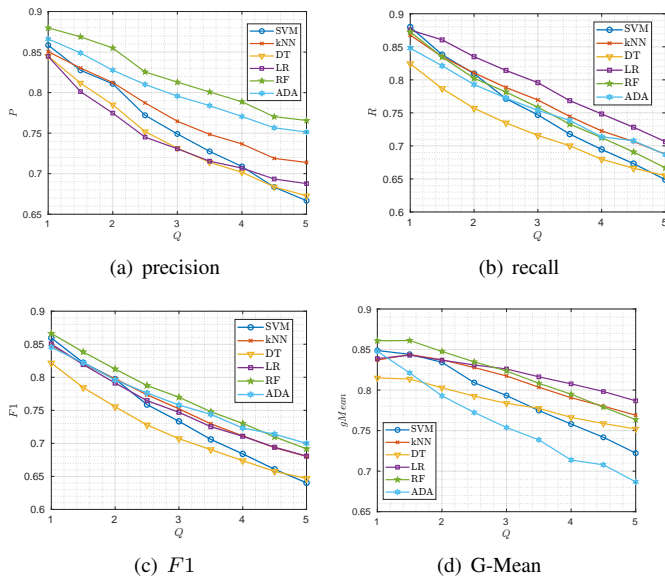 0.9
0.85
0.8
0.75
0.7
0.65
P
1 2 3 4 5
Q
SVM
kNN
DT
LR
RF
ADA
(a) precision
0.9
0.85
0.8
0.75
0.7
0.65
0.6
R
1 2 3 4 5
Q
SVM
kNN
DT
LR
RF
ADA
(b) recall
0.9
0.85
0.8
0.75
0.7
0.65
0.6
F1
1 2 3 4 5
Q
SVM
kNN
DT
LR
RF
ADA
(c) F1
0.9
0.85
0.8
0.75
0.7
0.65
gMean
1 2 3 4 5
Q
SVM
kNN
DT
LR
RF
ADA
(d) G-Mean